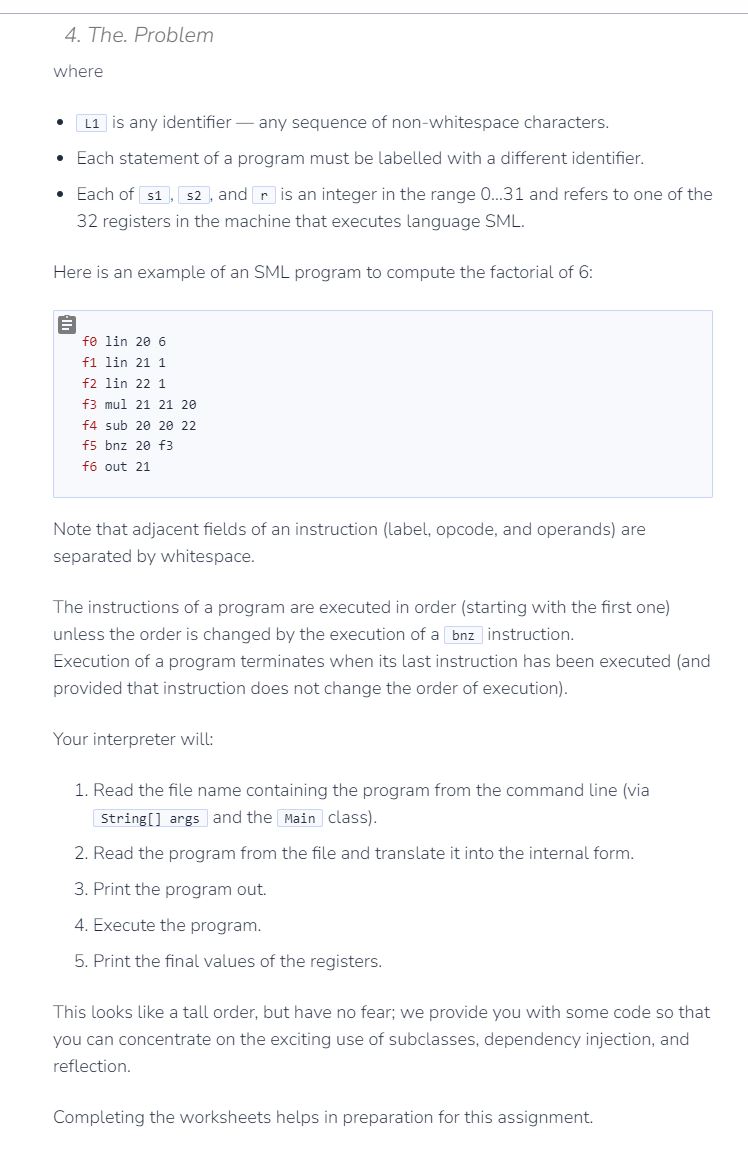 4. The. Problem
where
• L1 is any identifier — any sequence of non-whitespace characters.
• Each statement of a program must be labelled with a different identifier.
• Each of s1, s2, and r is an integer in the range 0...31 and refers to one of the
32 registers in the machine that executes language SML.
Here is an example of an SML program to compute the factorial of 6:
f0 lin 20 6
f1 lin 21 1
f2 lin 22 1
f3 mul 21 21 20
f4 sub 20 20 22
f5 bnz 20 f3
f6 out 21
Note that adjacent fields of an instruction (label, opcode, and operands) are
separated by whitespace.
The instructions of a program are executed in order (starting with the first one)
unless the order is changed by the execution of a bnz instruction.
Execution of a program terminates when its last instruction has been executed (and
provided that instruction does not change the order of execution).
Your interpreter will:
1. Read the file name containing the program from the command line (via
String[] args and the Main class).
2. Read the program from the file and translate it into the internal form.
3. Print the program out.
4. Execute the program.
5. Print the final values of the registers.
This looks like a tall order, but have no fear; we provide you with some code so that
you can concentrate on the exciting use of subclasses, dependency injection, and
reflection.
Completing the worksheets helps in preparation for this assignment.